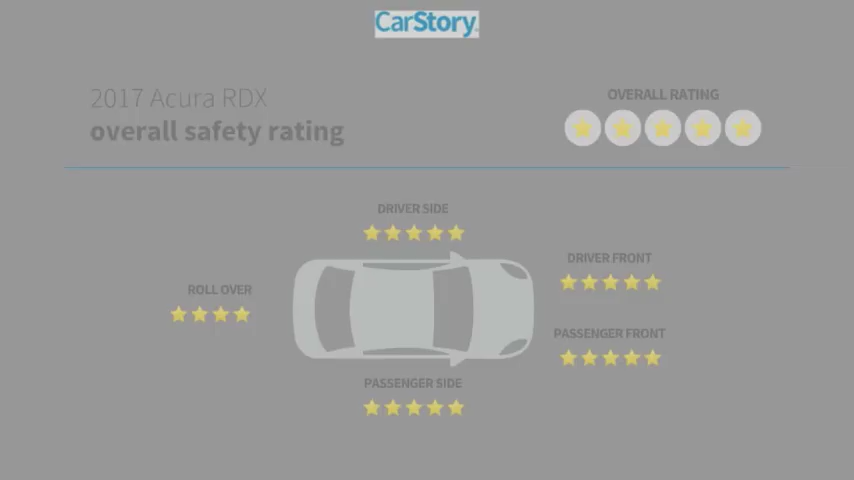 CarStory
2017 Acura RDX
overall safety rating
OVERALL RATING
DRIVER SIDE
DRIVER FRONT
ROLL OVER
PASSENGER FRONT
PASSENGER SIDE